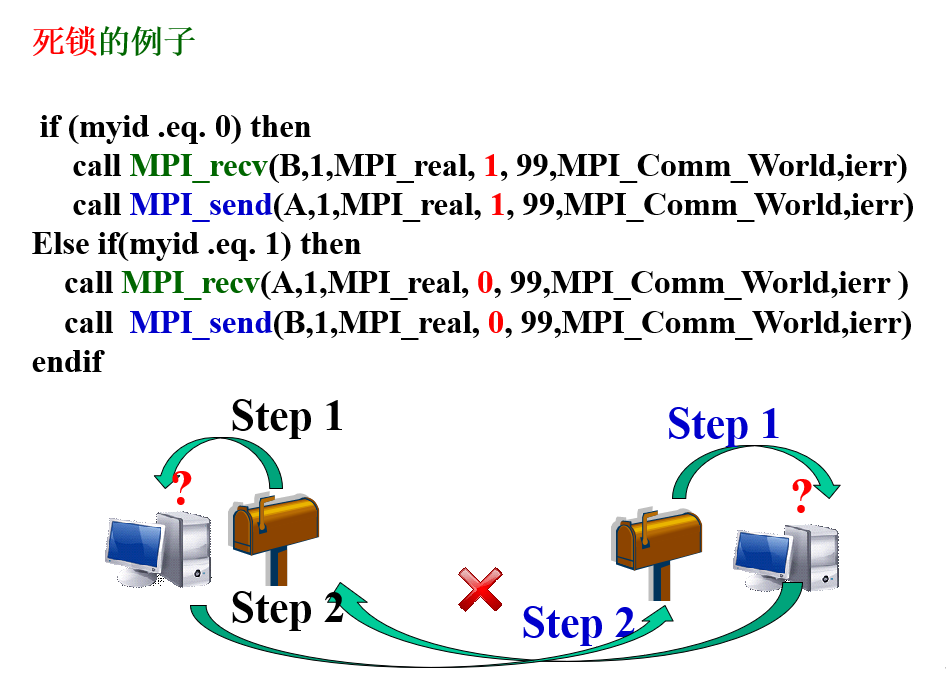 死锁的例子
if (myid .eq. 0) then
call MPI_recv(B,1,MPI_real, 1, 99,MPI_Comm_World,ierr)
call MPI_send(A,1,MPI_real, 1, 99,MPI_Comm_World,ierr)
Else if(myid .eq. 1) then
call MPI_recv(A,1,MPI_real, 0, 99,MPI_Comm_World,ierr )
call  MPI_send(B,1,MPI_real, 0, 99,MPI_Comm_World,ierr)
endif
Step 1
Step 1
?
?
Step 2
Step 2